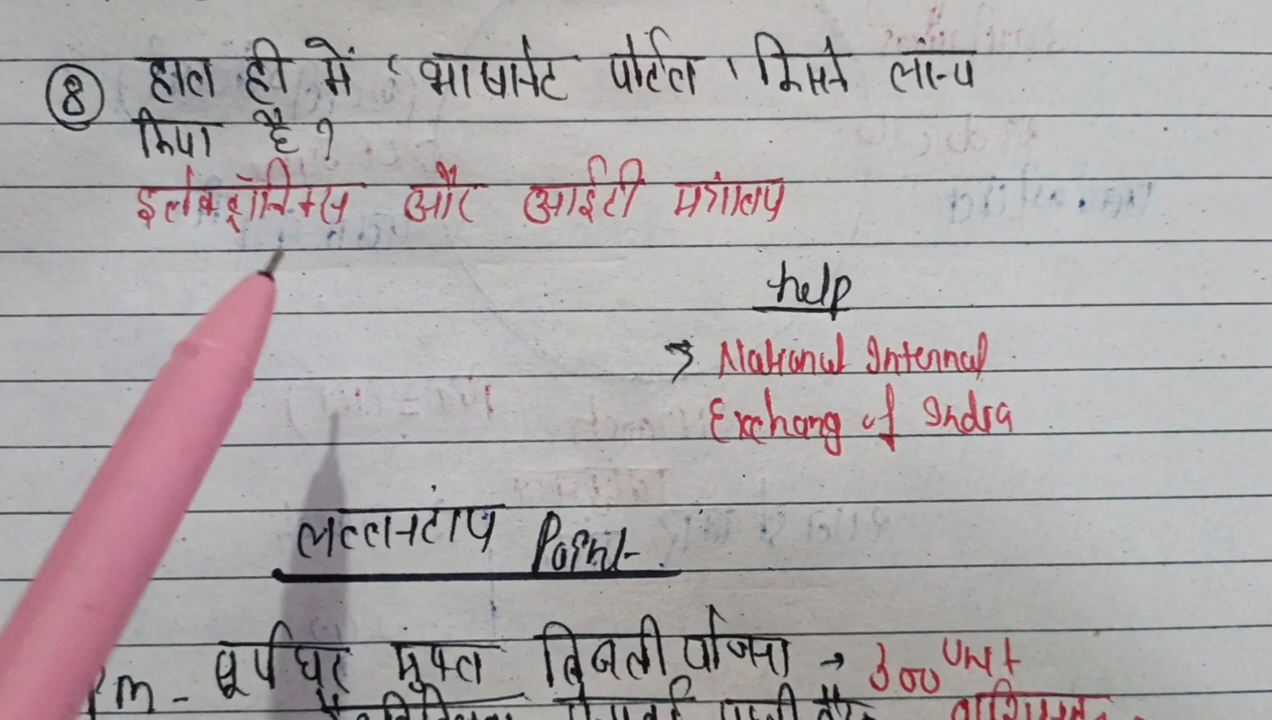 ⑧ हाल ही में 'भाषानेट पोर्टल' किसने लॉन्च
किया है ?
इलेक्ट्रॉनिक्स और आईटी मंत्रालय
help
→ National Internal
Exchang of India
लल्लनटाप Point
Pm - सूर्य घर मुफ्त बिजली योजना → 300 Unit